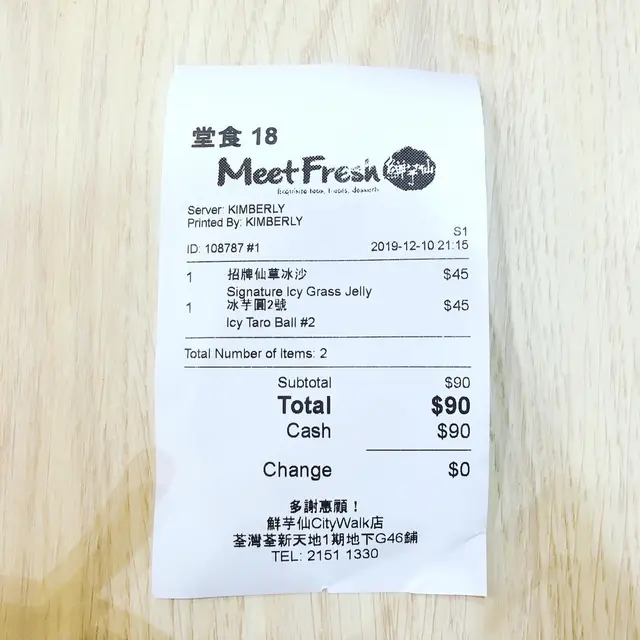 堂食 18
MeetFresh 鮮芋仙
Server: KIMBERLY
Printed By: KIMBERLY
S1
ID: 108787 #1 2019-12-10 21:15
1 招牌仙草冰沙 $45
Signature Icy Grass Jelly
1 冰芋圓2號 $45
Icy Taro Ball #2
Total Number of Items: 2
Subtotal $90
Total $90
Cash $90
Change $0
多謝惠顧！
鮮芋仙CityWalk店
荃灣荃新天地1期地下G46舖
TEL: 2151 1330